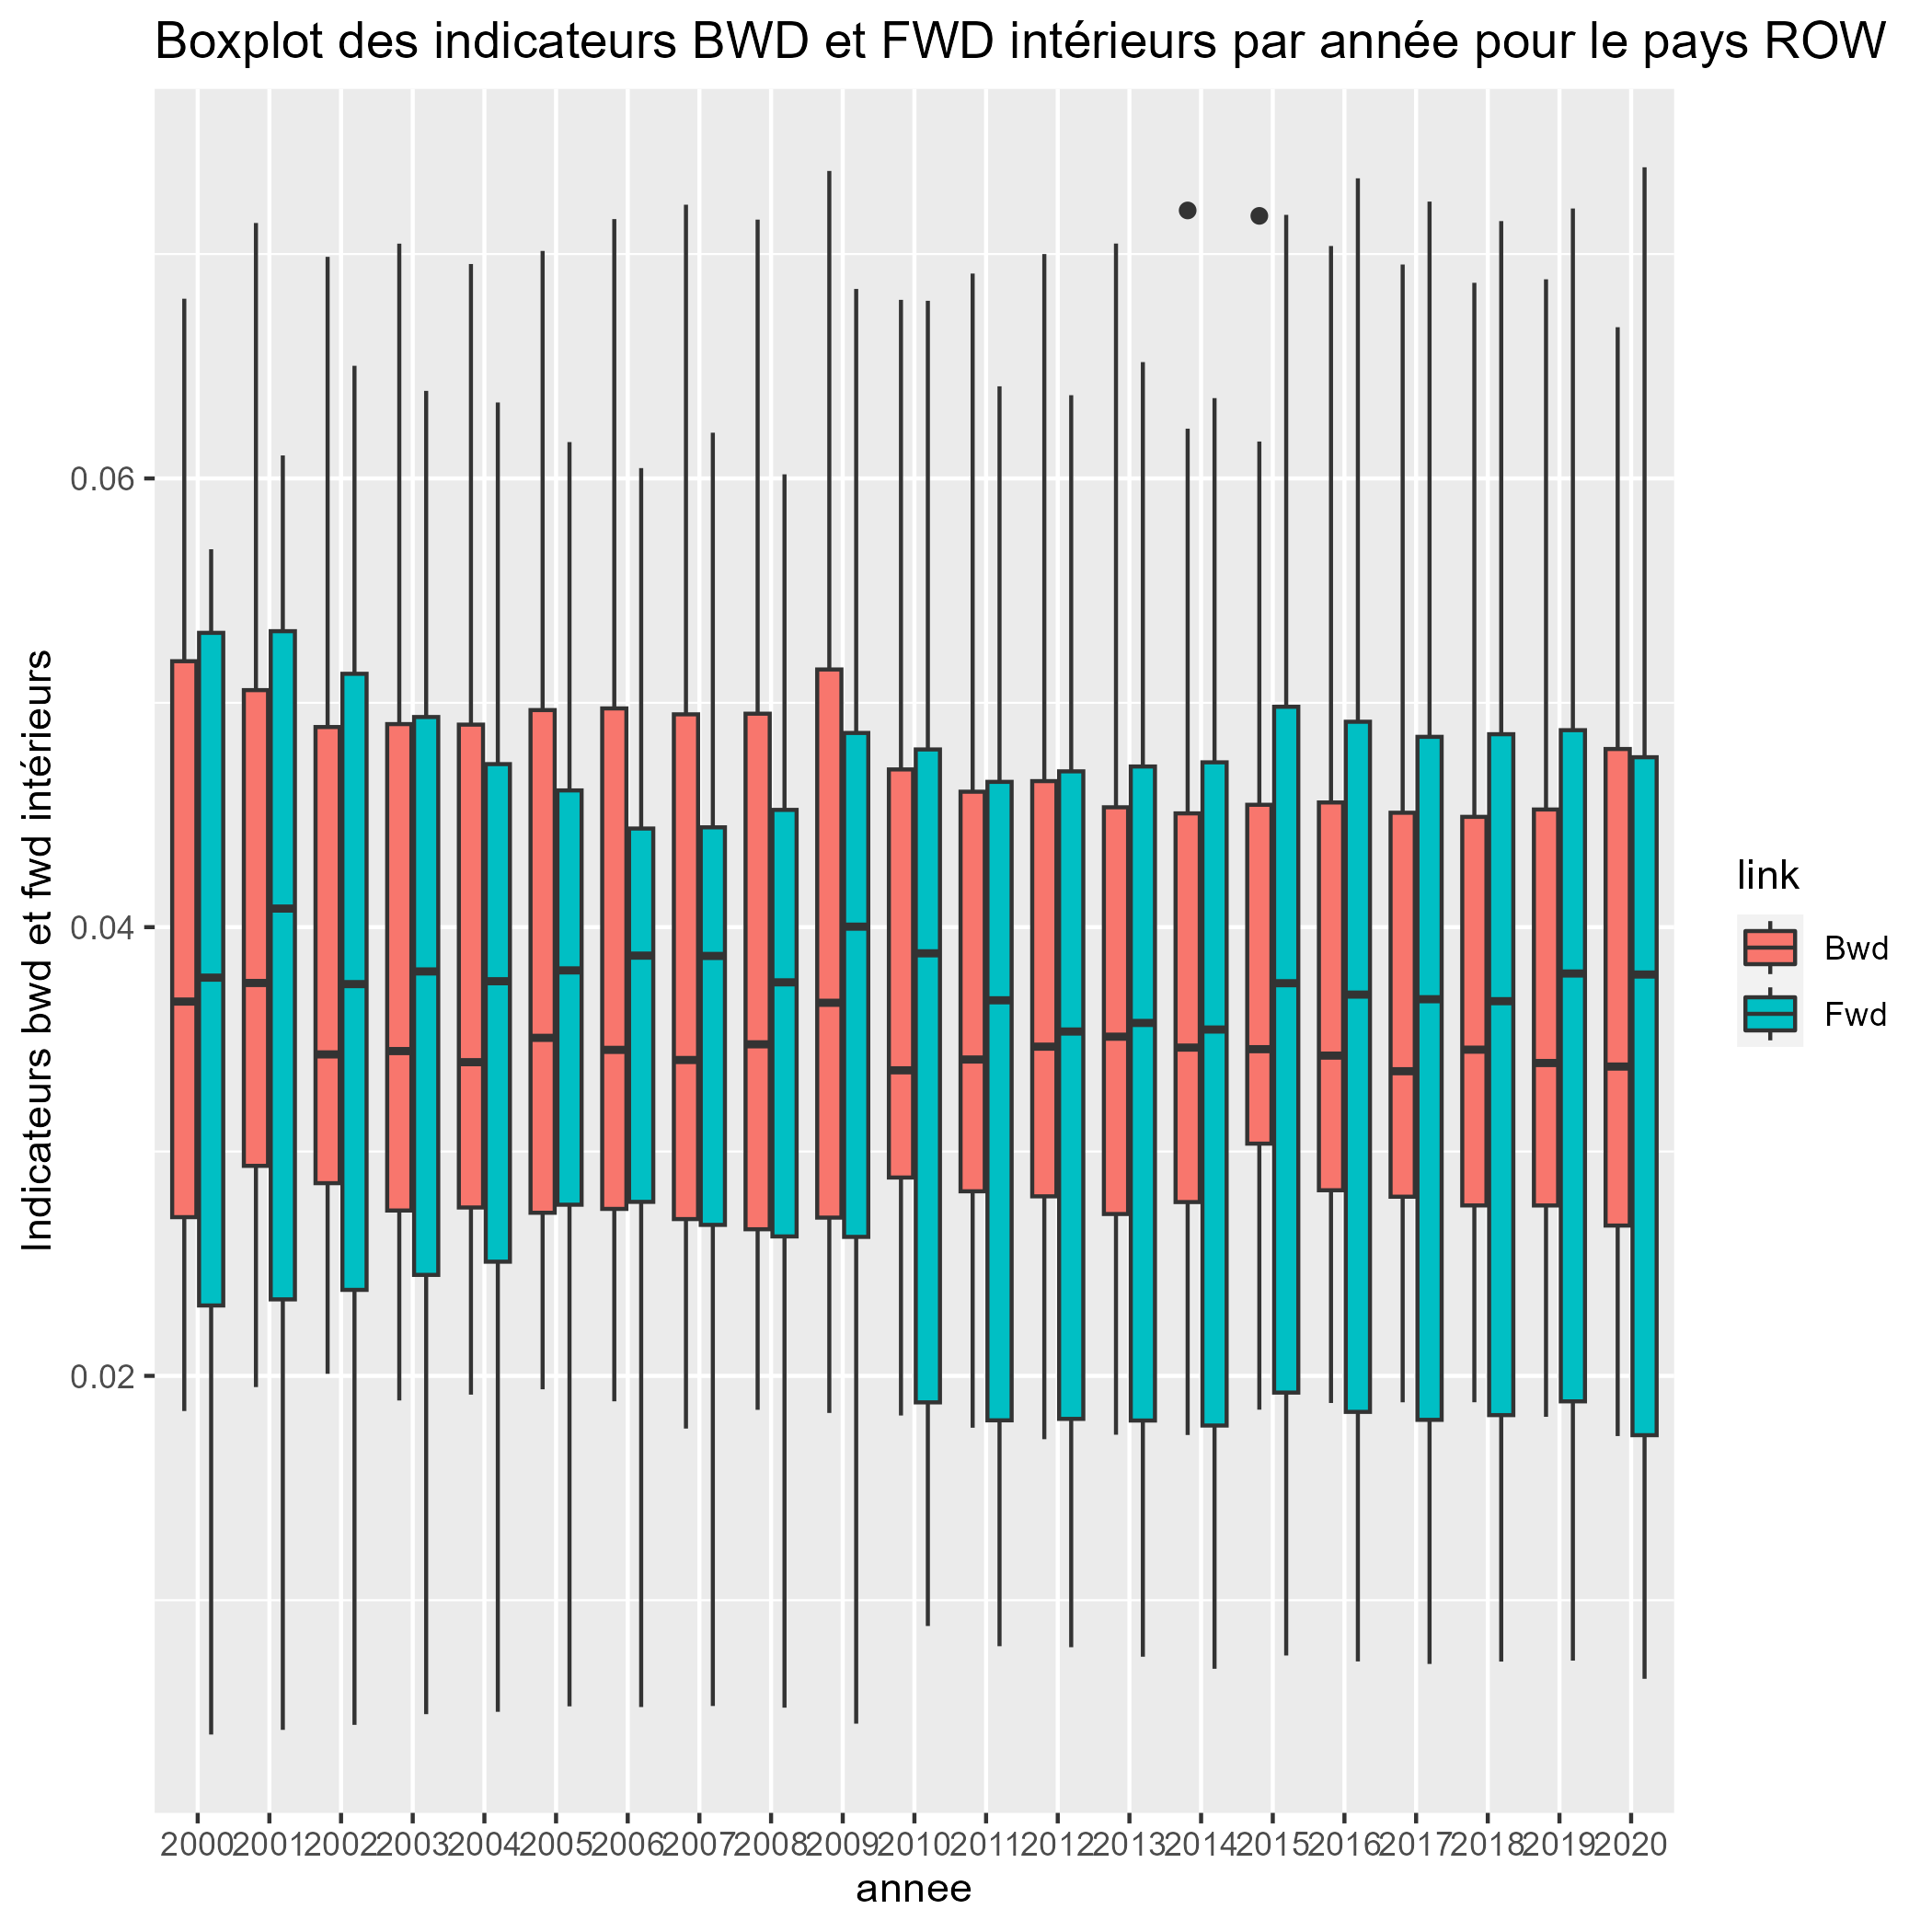 Boxplot des indicateurs BWD et FWD intérieurs par année pour le pays ROW
Indicateurs bwd et fwd intérieurs
0.06
0.04
0.02
link
Bwd
Fwd
2000 2001 2002 2003 2004 2005 2006 2007 2008 2009 2010 2011 2012 2013 2014 2015 2016 2017 2018 2019 2020
annee